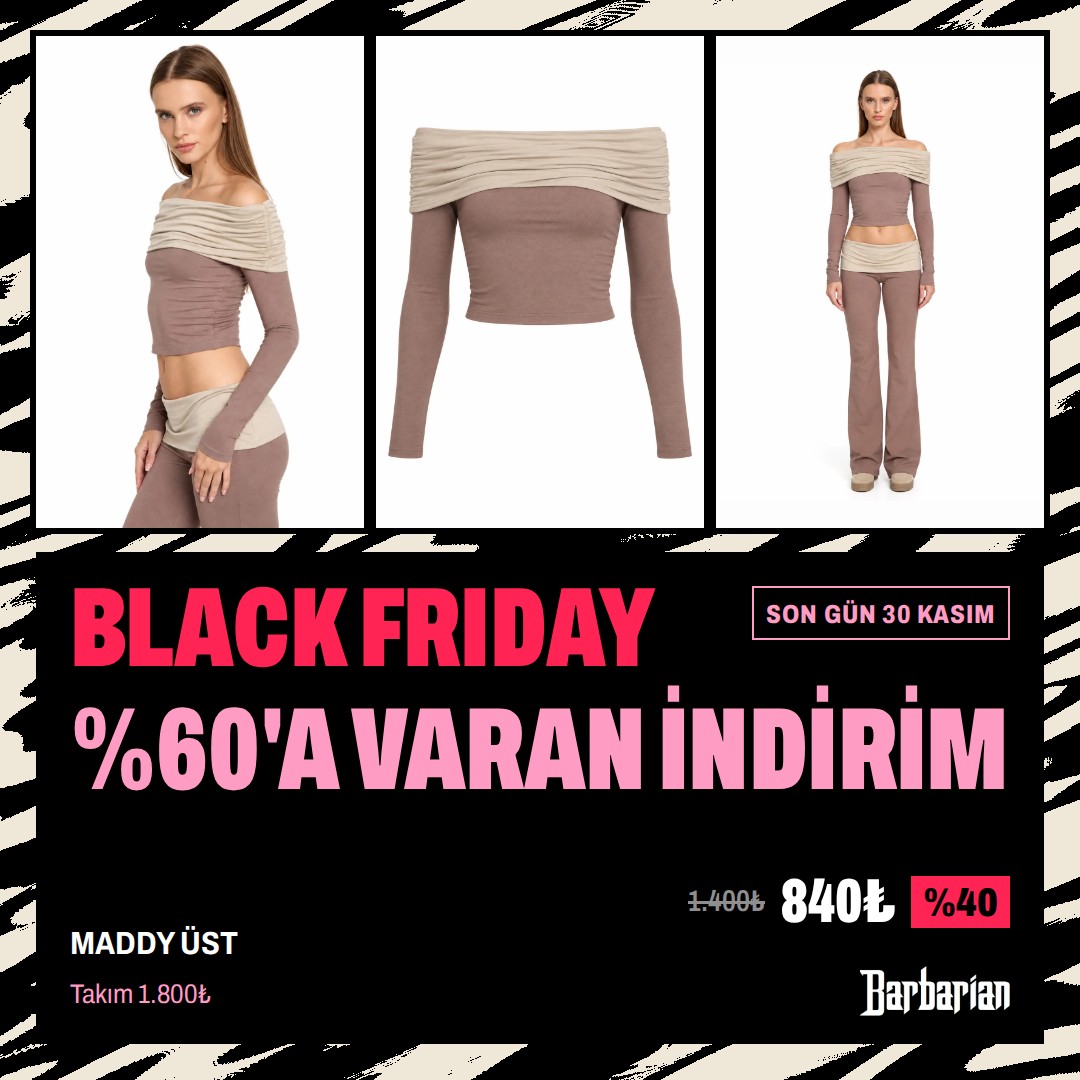 BLACK FRIDAY
SON GÜN 30 KASIM
%60'A VARAN İNDİRİM
1.400₺ 840₺ %40
MADDY ÜST
Takım 1.800₺
Barbarian